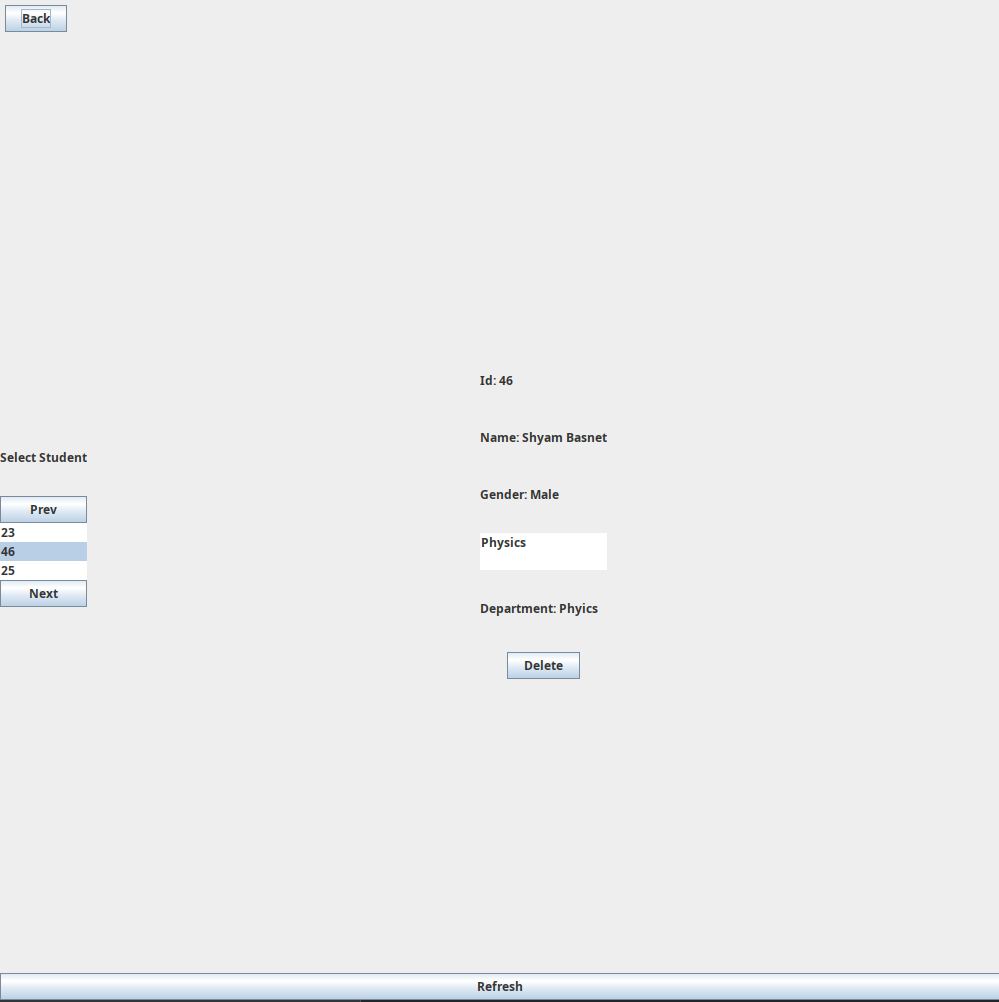 Back
Select Student
Prev
23
46
25
Next
Id: 46
Name: Shyam Basnet
Gender: Male
Physics
Department: Phyics
Delete
Refresh